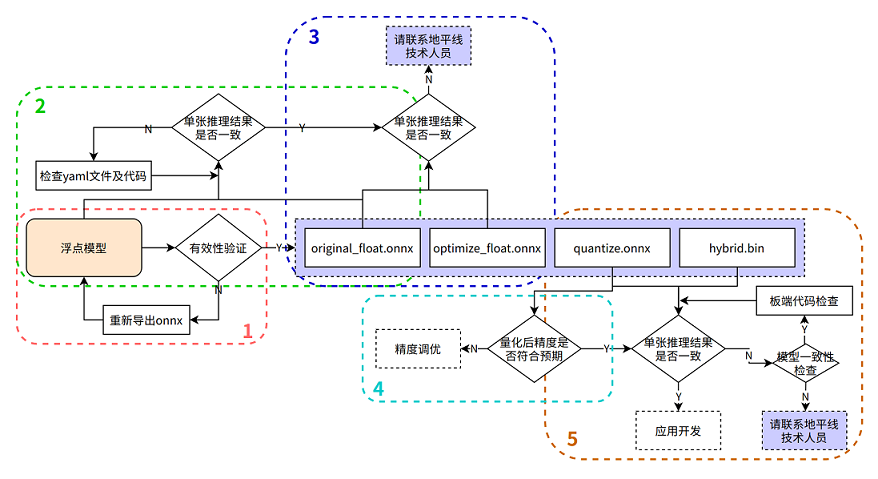 3
请联系地平线
技术人员
N
2
单张推理结果
是否一致
N
Y
单张推理结果
是否一致
检查yaml文件及代码
浮点模型
有效性验证
Y
original_float.onnx
optimize_float.onnx
quantize.onnx
hybrid.bin
N
重新导出onnx
1
板端代码检查
精度调优
N
量化后精度是
否符合预期
Y
单张推理结果
是否一致
N
Y
模型一致性
检查
4
Y
N
应用开发
请联系地平线
技术人员
5